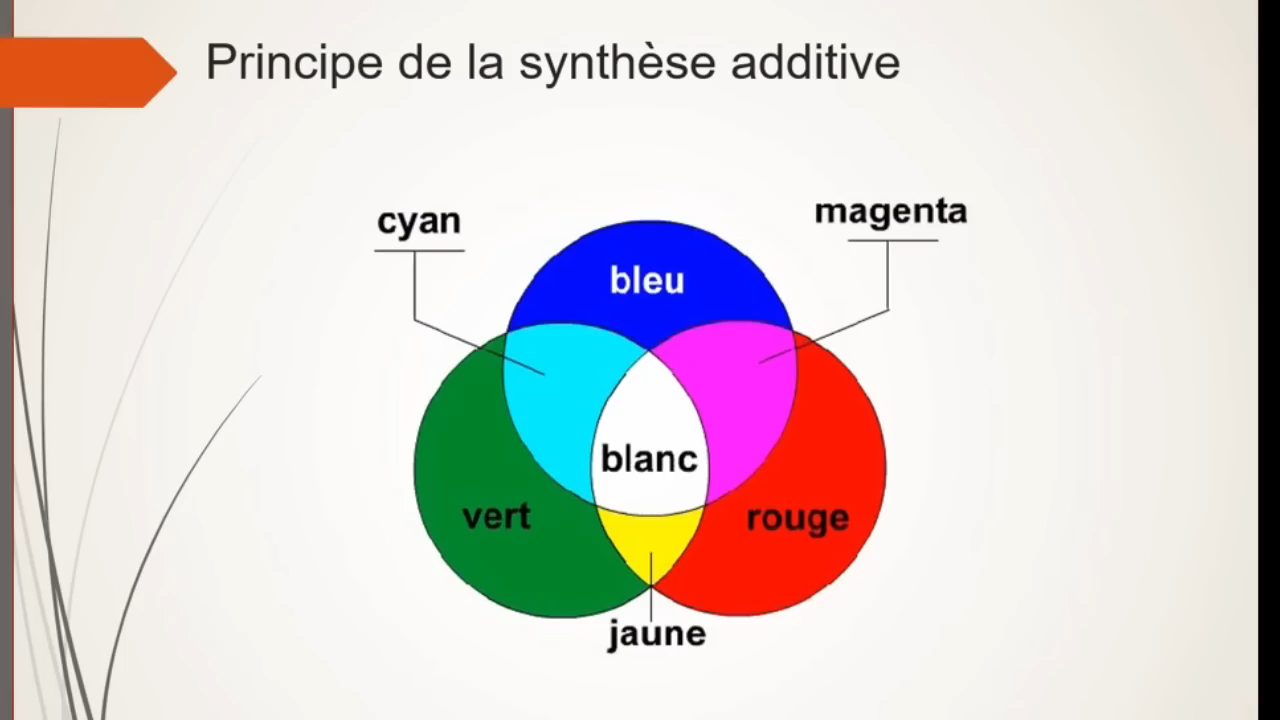 Principe de la synthèse additive
cyan
magenta
bleu
blanc
vert
rouge
jaune